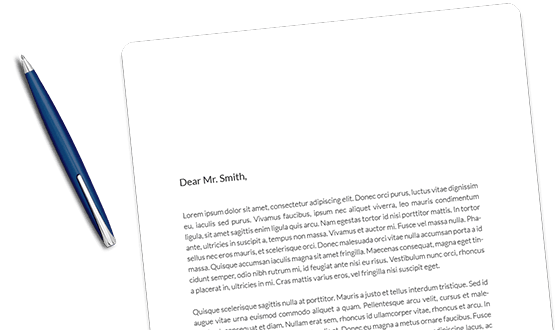 Dear Mr. Smith,
Lorem ipsum dolor sit amet, consectetur adipiscing elit. Donec orci purus, luctus vitae dignissim
eu, iaculis sed purus. Vivamus faucibus, ipsum nec aliquet viverra, leo mauris condimentum
ligula, sit amet sagittis enim ligula quis arcu. Nam egestas tortor id nisi porttitor mattis. In tortor
ante, ultricies in suscipit a, tempus non massa. Vivamus et auctor mi. Fusce vel massa nulla. Pha-
sellus nec eros mauris, et scelerisque orci. Donec malesuada orci vitae nulla accumsan porta a id
massa. Quisque accumsan iaculis magna sit amet fringilla. Maecenas consequat, magna eget tin-
cidunt semper, odio nibh rutrum mi, id feugiat ante nisi eu risus. Vestibulum nunc orci, rhoncus
a placerat in, ultricies in mi. Cras mattis varius eros, vel fringilla nisi suscipit eget.
Quisque scelerisque sagittis nulla at porttitor. Mauris a justo et tellus interdum tristique. Sed id
augue vitae urna euismod commodo aliquet a quam. Pellentesque arcu velit, cursus et male-
suada consequat et diam. Nullam erat sem, rhoncus id ullamcorper vitae, rhoncus et arcu. In
eu diam leo. Donec a metus ornare faucibus. Fusce
adipiscing lacus, ac